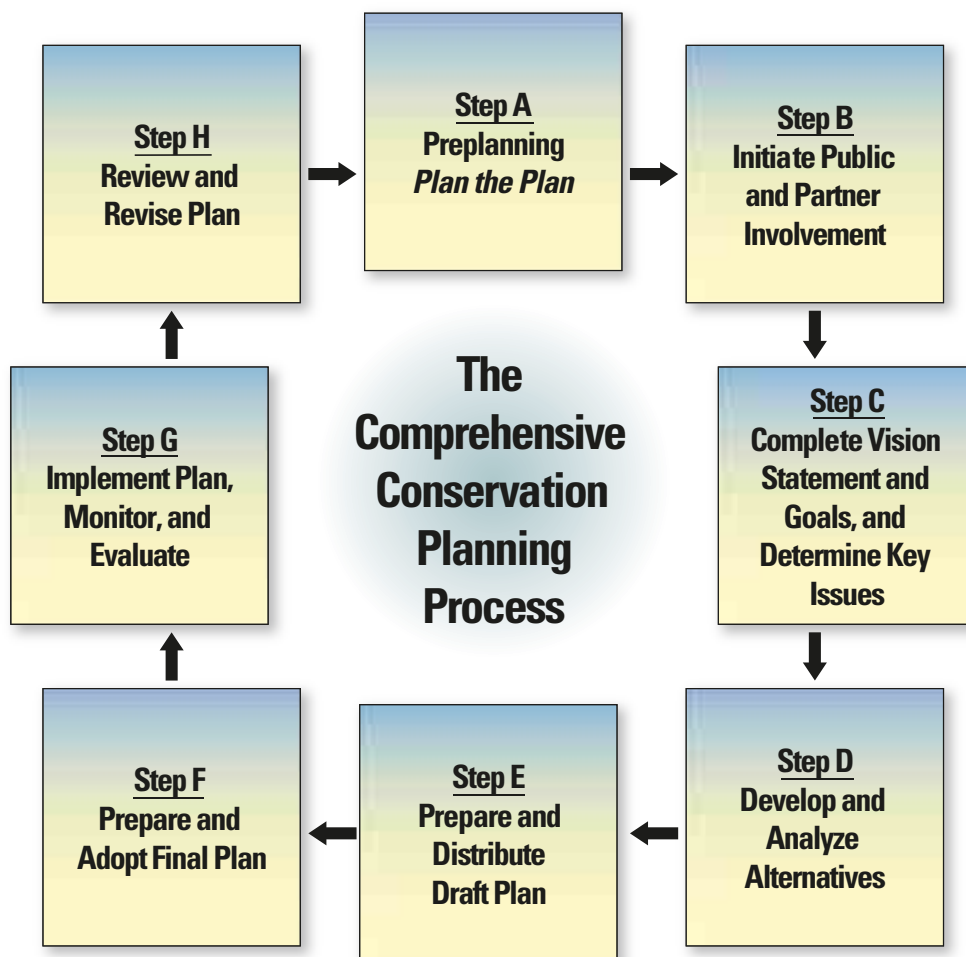 Step A
Preplanning
Plan the Plan
Step B
Initiate Public
and Partner
Involvement
Step C
Complete Vision
Statement and
Goals, and
Determine Key
Issues
Step D
Develop and
Analyze
Alternatives
Step E
Prepare and
Distribute
Draft Plan
Step F
Prepare and
Adopt Final Plan
Step G
Implement Plan,
Monitor, and
Evaluate
Step H
Review and
Revise Plan
The
Comprehensive
Conservation
Planning
Process